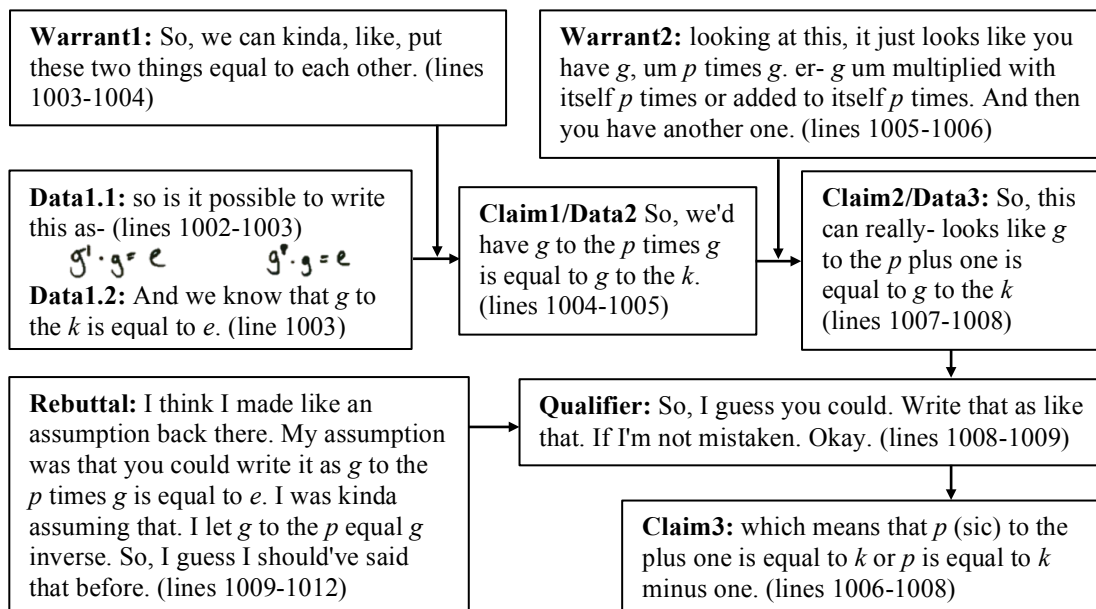 Warrant1: So, we can kinda, like, put
these two things equal to each other. (lines
1003-1004)
Warrant2: looking at this, it just looks like you
have g, um p times g. er- g um multiplied with
itself p times or added to itself p times. And then
you have another one. (lines 1005-1006)
Data1.1: so is it possible to write
this as- (lines 1002-1003)
g' · g = e gᵖ · g = e
Data1.2: And we know that g to
the k is equal to e. (line 1003)
Claim1/Data2 So, we'd
have g to the p times g
is equal to g to the k.
(lines 1004-1005)
Claim2/Data3: So, this
can really- looks like g
to the p plus one is
equal to g to the k
(lines 1007-1008)
Rebuttal: I think I made like an
assumption back there. My assumption
was that you could write it as g to the
p times g is equal to e. I was kinda
assuming that. I let g to the p equal g
inverse. So, I guess I should've said
that before. (lines 1009-1012)
Qualifier: So, I guess you could. Write that as like
that. If I'm not mistaken. Okay. (lines 1008-1009)
Claim3: which means that p (sic) to the
plus one is equal to k or p is equal to k
minus one. (lines 1006-1008)